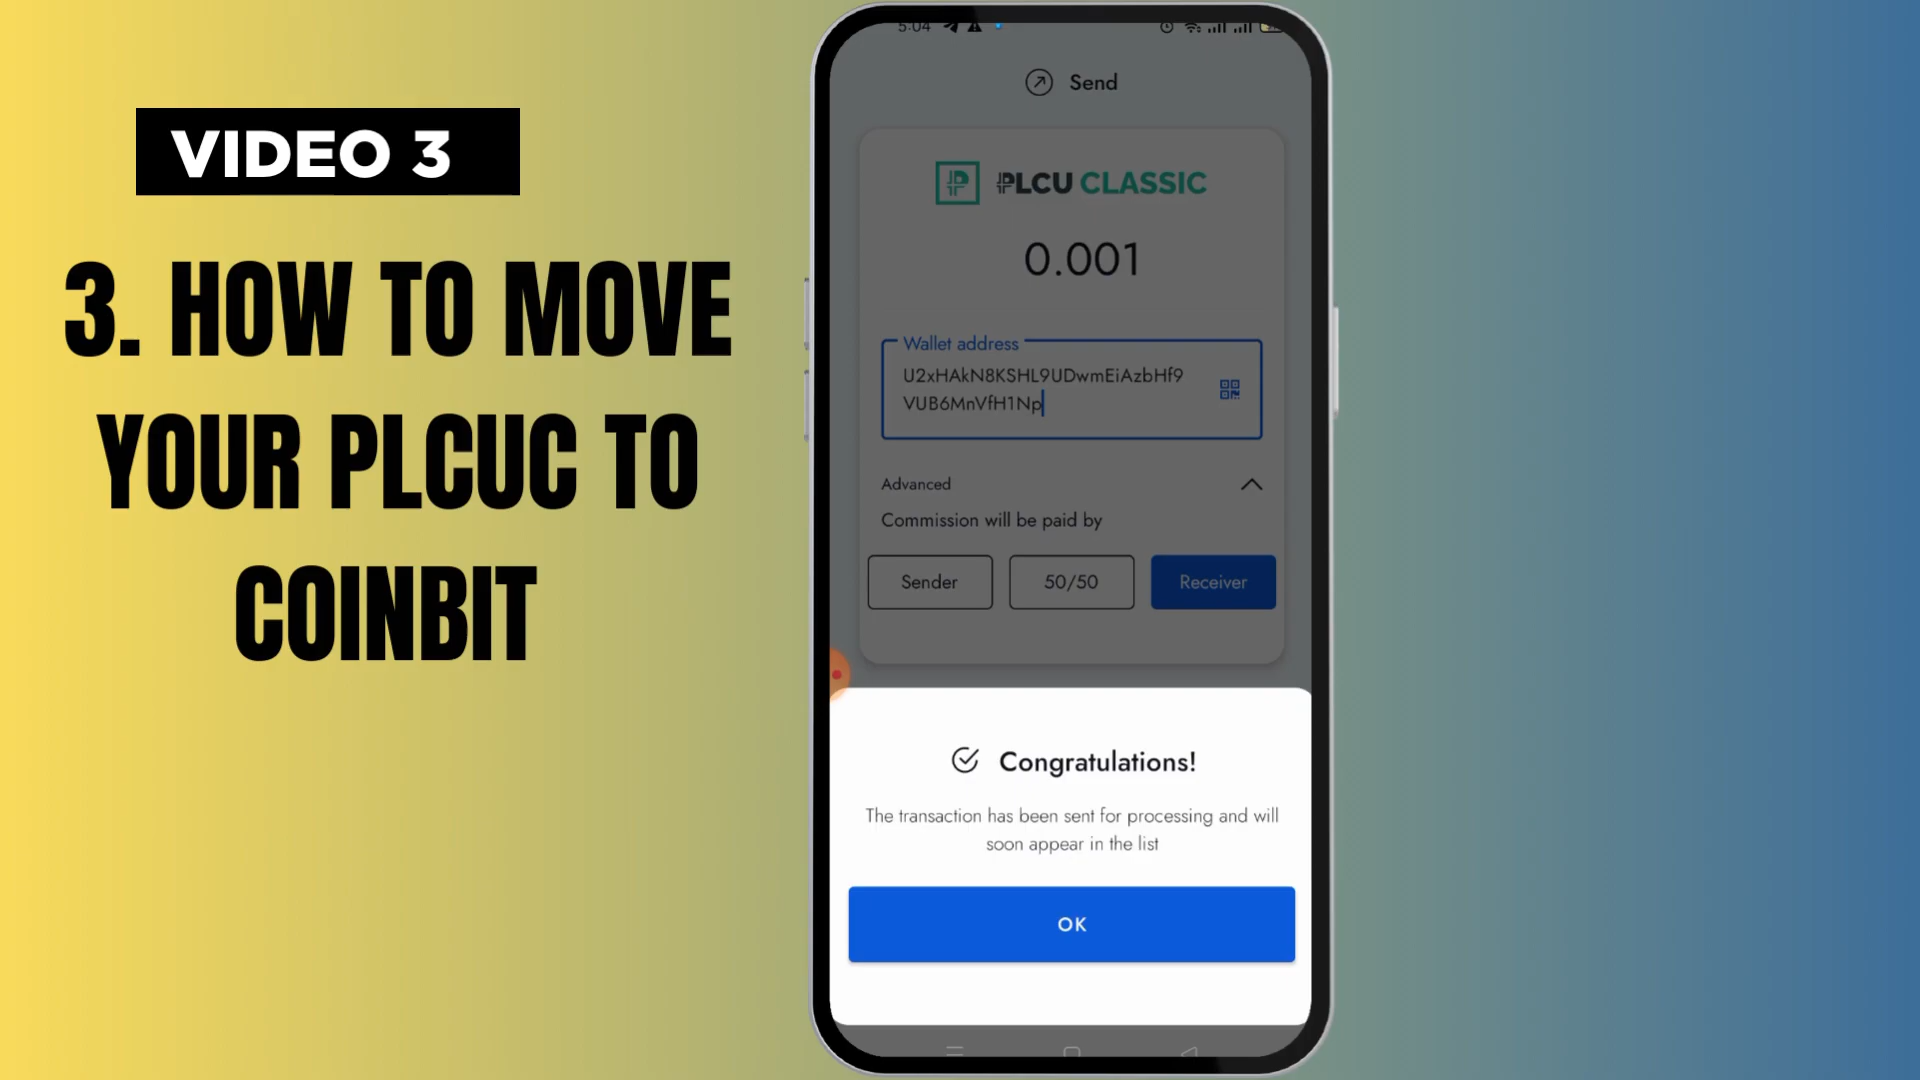 VIDEO 3
3. HOW TO MOVE
YOUR PLCUC TO
COINBIT
5:04
Send
PLCU CLASSIC
0.001
Wallet address
U2xHAkN8KSHL9UDwmEiAzbHf9
VUB6MnVfH1Np
Advanced
Commission will be paid by
Sender
50/50
Receiver
Congratulations!
The transaction has been sent for processing and will
soon appear in the list
OK